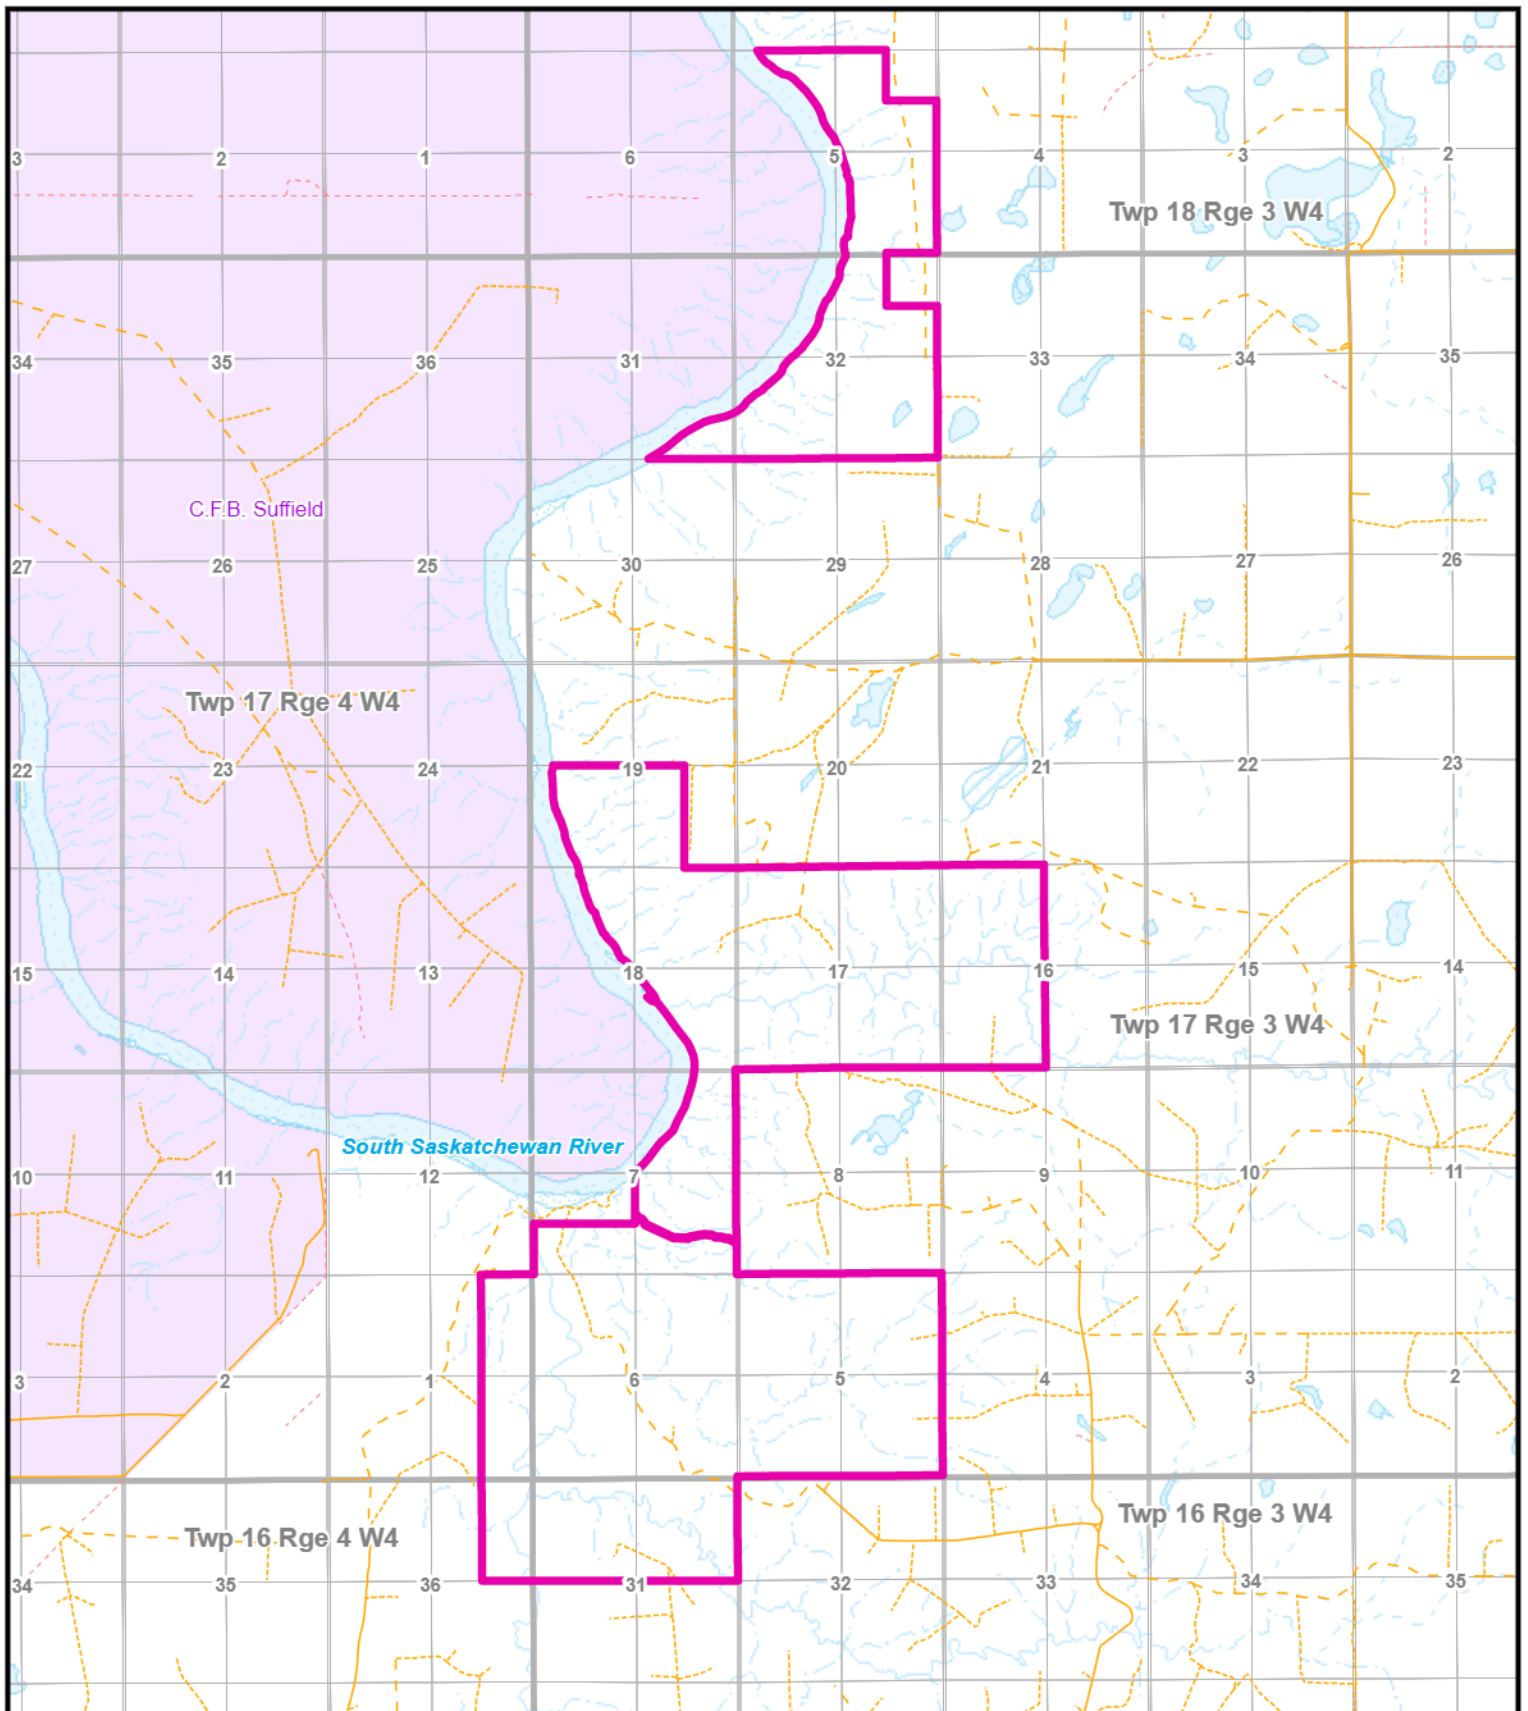 3 2 1 6 5 4 3 2
Twp 18 Rge 3 W4
34 35 36 31 32 33 34 35
C.F.B. Suffield
27 26 25 30 29 28 27 26
Twp 17 Rge 4 W4
22 23 24 19 20 21 22 23
15 14 13 18 17 16 15 14
Twp 17 Rge 3 W4
South Saskatchewan River
10 11 12 7 8 9 10 11
3 2 1 6 5 4 3 2
Twp 16 Rge 3 W4
Twp 16 Rge 4 W4
34 35 36 31 32 33 34 35